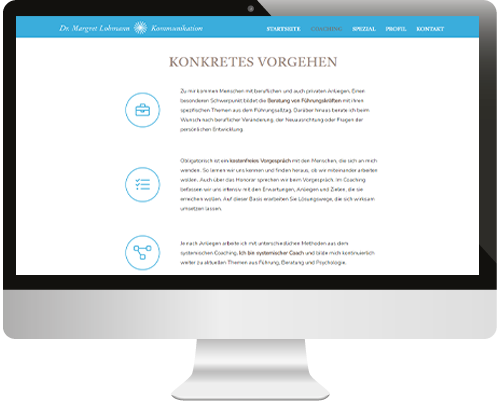 Dr. Margret Lohmann Kommunikation
STARTSEITE COACHING SPEZIAL PROFIL KONTAKT
KONKRETES VORGEHEN
Zu mir kommen Menschen mit beruflichen und auch privaten Anliegen. Einen
besonderen Schwerpunkt bildet die Beratung von Führungskräften mit ihren
spezifischen Themen aus dem Führungsalltag. Darüber hinaus berate ich beim
Wunsch nach beruflicher Veränderung, der Neuausrichtung oder Fragen der
persönlichen Entwicklung.
Obligatorisch ist ein kostenfreies Vorgespräch mit den Menschen, die sich an mich
wenden. So lernen wir uns kennen und finden heraus, ob wir miteinander arbeiten
wollen. Auch über das Honorar sprechen wir beim Vorgespräch. Im Coaching
befassen wir uns intensiv mit den Erwartungen, Anliegen und Zielen, die sie
erreichen wollen. Auf dieser Basis erarbeiten Sie Lösungswege, die sich wirksam
umsetzen lassen.
Je nach Anliegen arbeite ich mit unterschiedlichen Methoden aus dem
systemischen Coaching. Ich bin systemischer Coach und bilde mich kontinuierlich
weiter zu aktuellen Themen aus Führung, Beratung und Psychologie.